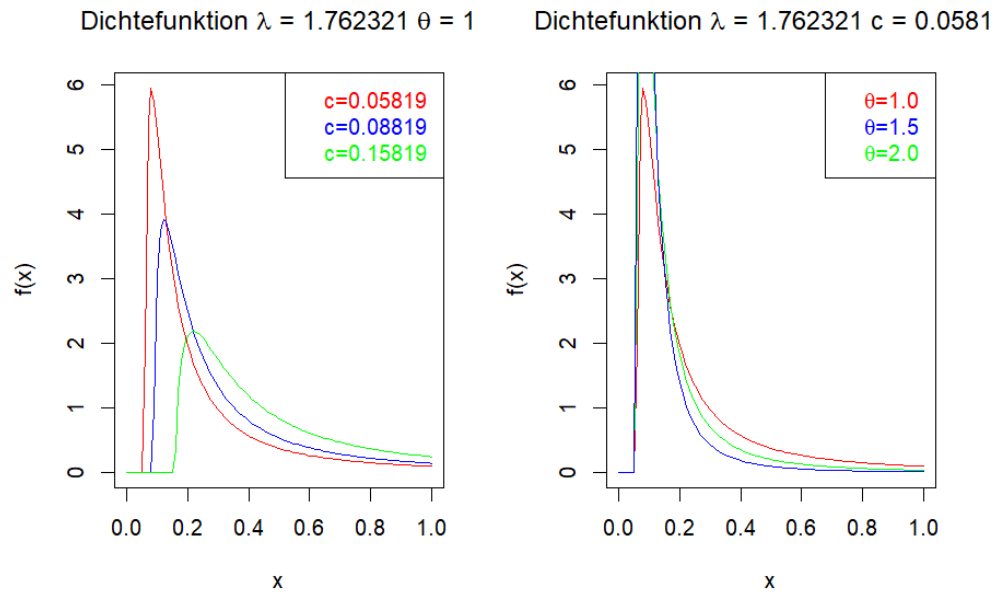 Dichtefunktion λ = 1.762321 θ = 1
c=0.05819
c=0.08819
c=0.15819
f(x)
6
5
4
3
2
1
0
0.0 0.2 0.4 0.6 0.8 1.0
x
Dichtefunktion λ = 1.762321 c = 0.0581
θ=1.0
θ=1.5
θ=2.0
f(x)
6
5
4
3
2
1
0
0.0 0.2 0.4 0.6 0.8 1.0
x